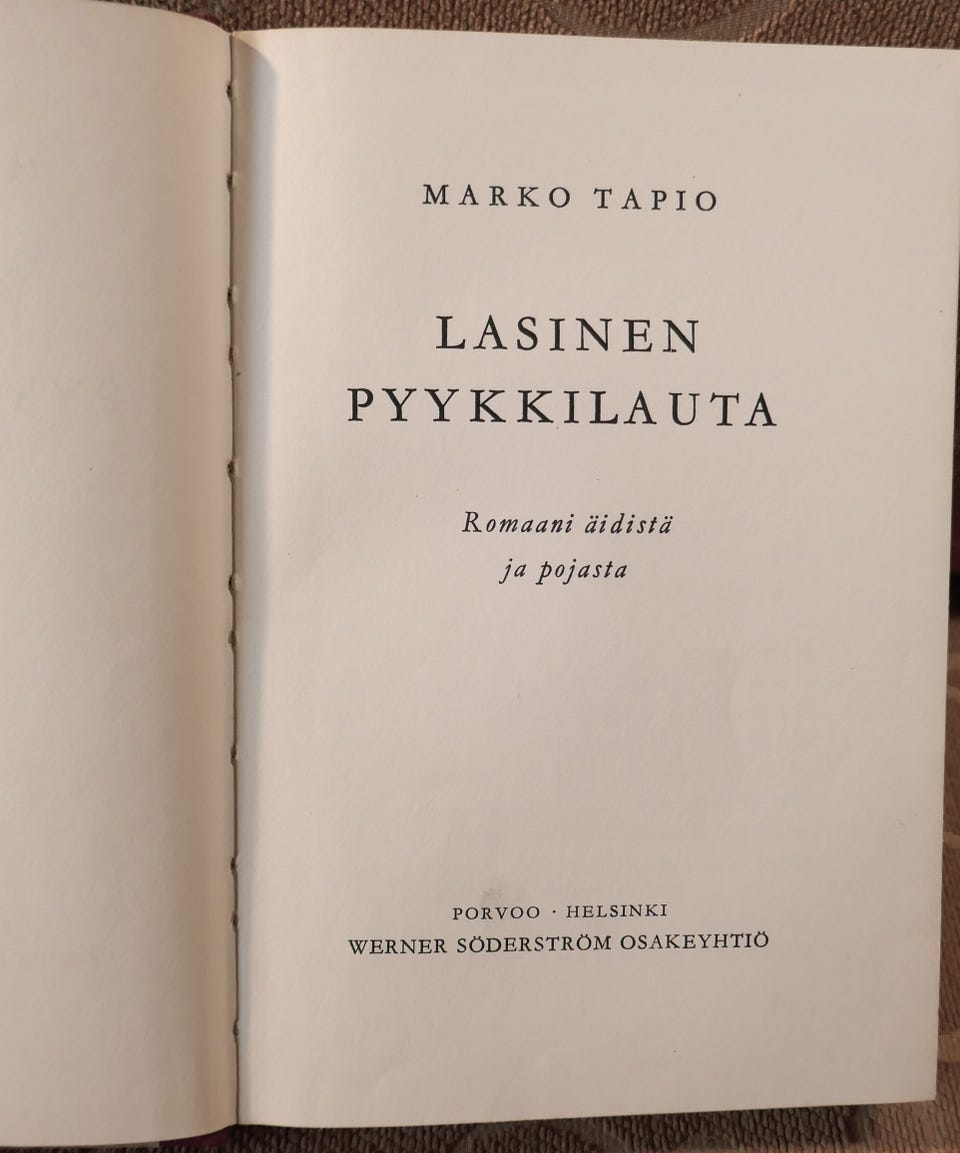 MARKO TAPIO
LASINEN
PYYKKILAUTA
Romaani äidistä
ja pojasta
PORVOO · HELSINKI
WERNER SÖDERSTRÖM OSAKEYHTIÖ